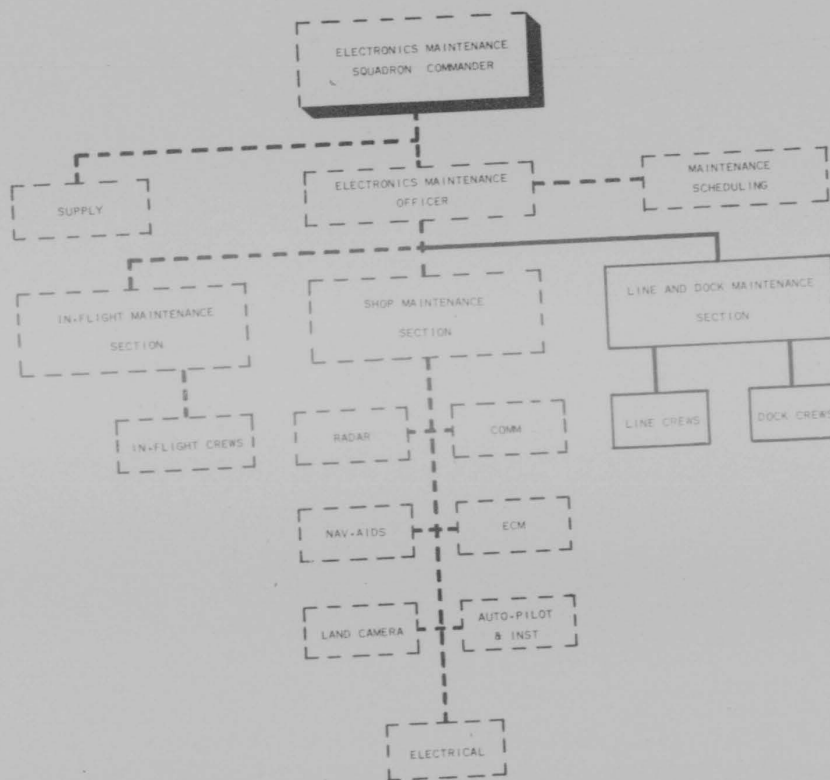 ELECTRONICS MAINTENANCE
SQUADRON COMMANDER
SUPPLY
ELECTRONICS MAINTENANCE
OFFICER
MAINTENANCE
SCHEDULING
IN-FLIGHT MAINTENANCE
SECTION
SHOP MAINTENANCE
SECTION
LINE AND DOCK MAINTENANCE
SECTION
IN-FLIGHT CREWS
RADAR
COMM
LINE CREWS
DOCK CREWS
NAV-AIDS
ECM
LAND CAMERA
AUTO-PILOT
& INST
ELECTRICAL